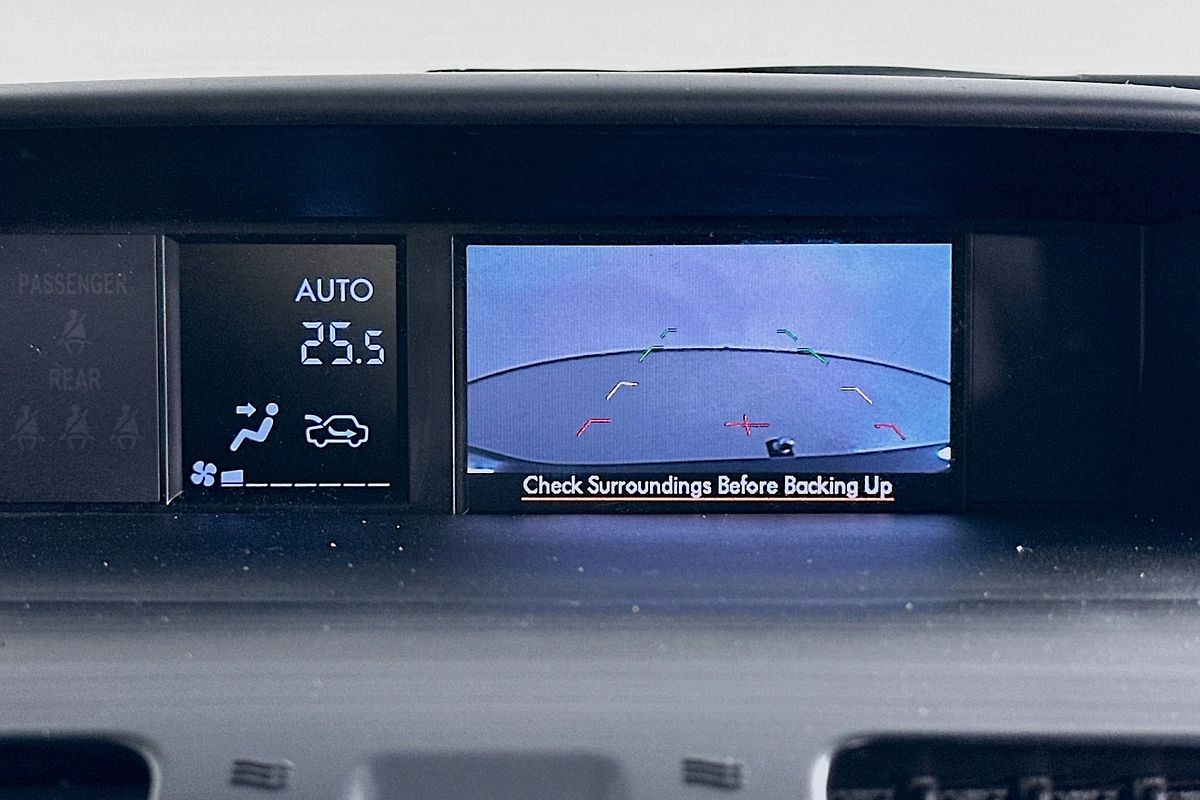 PASSENGER
REAR
AUTO
25.5
Check Surroundings Before Backing Up